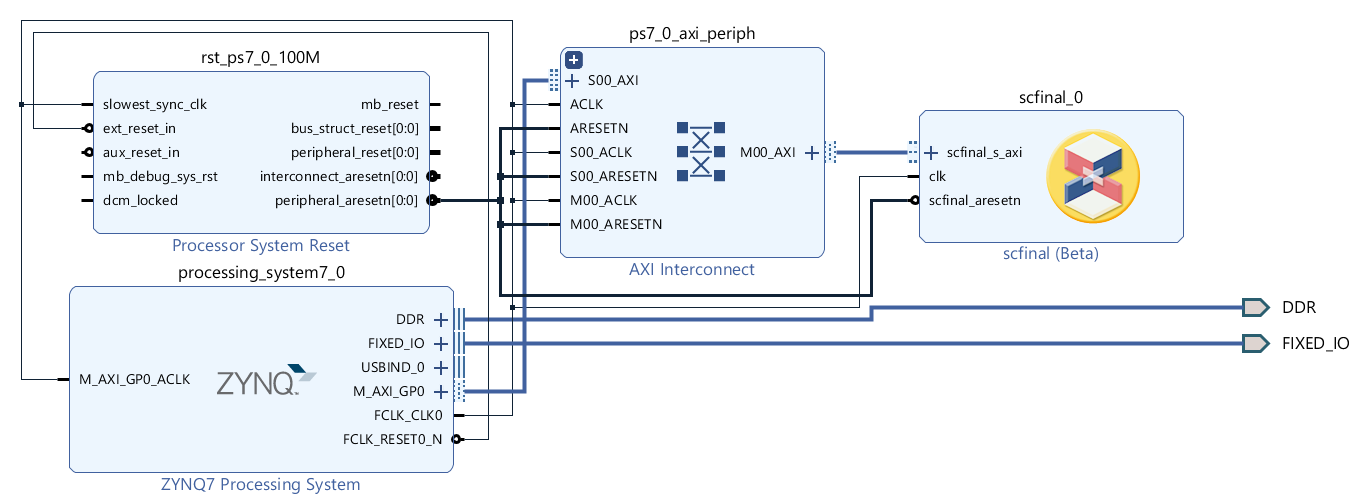 rst_ps7_0_100M
slowest_sync_clk
ext_reset_in
aux_reset_in
mb_debug_sys_rst
dcm_locked
mb_reset
bus_struct_reset[0:0]
peripheral_reset[0:0]
interconnect_aresetn[0:0]
peripheral_aresetn[0:0]
Processor System Reset
processing_system7_0
M_AXI_GP0_ACLK
ZYNQ
DDR
FIXED_IO
USBIND_0
M_AXI_GP0
FCLK_CLK0
FCLK_RESET0_N
ZYNQ7 Processing System
ps7_0_axi_periph
S00_AXI
ACLK
ARESETN
S00_ACLK
S00_ARESETN
M00_ACLK
M00_ARESETN
M00_AXI
AXI Interconnect
scfinal_0
scfinal_s_axi
clk
scfinal_aresetn
scfinal (Beta)
DDR
FIXED_IO